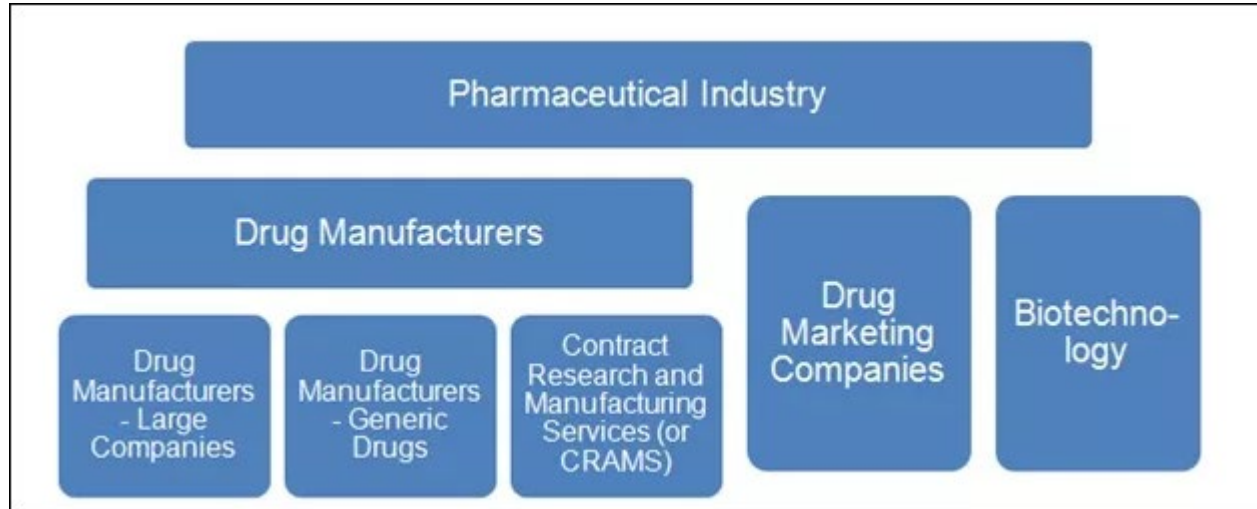 Pharmaceutical Industry
Drug Manufacturers
Drug
Manufacturers
- Large
Companies
Drug
Manufacturers
- Generic
Drugs
Contract
Research and
Manufacturing
Services (or
CRAMS)
Drug
Marketing
Companies
Biotechno-
logy